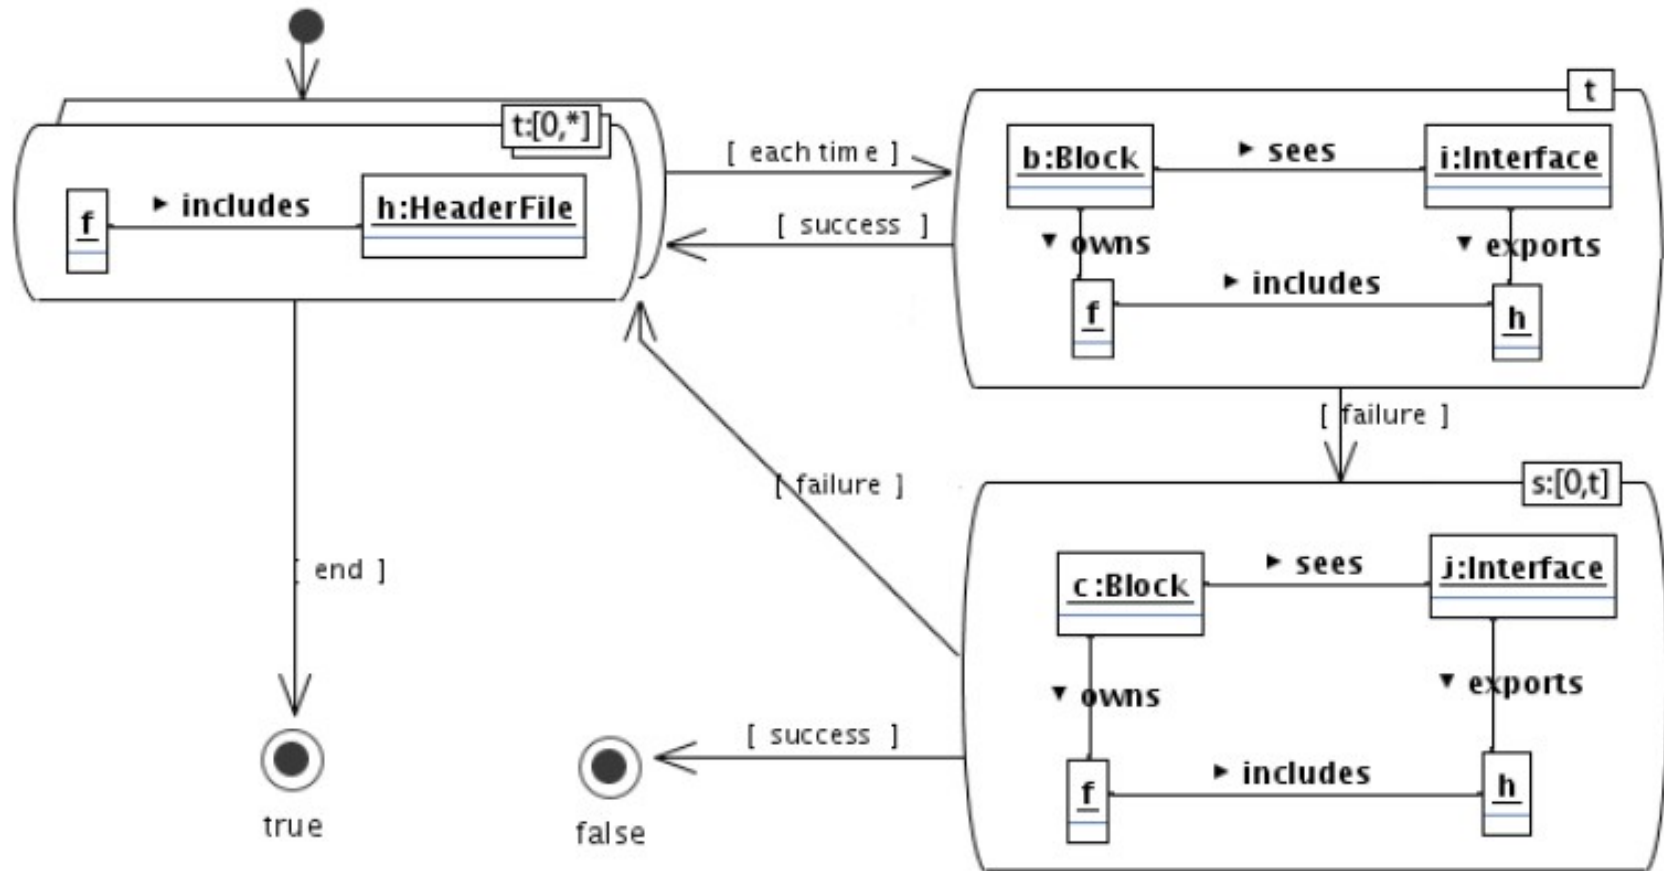 t:[0,*]
f
► includes
h:HeaderFile
[ each time ]
[ success ]
t
b:Block
► sees
i:Interface
▼ owns
▼ exports
f
► includes
h
[ failure ]
[ failure ]
s:[0,t]
c:Block
► sees
j:Interface
▼ owns
▼ exports
f
► includes
h
[ end ]
[ success ]
true
false